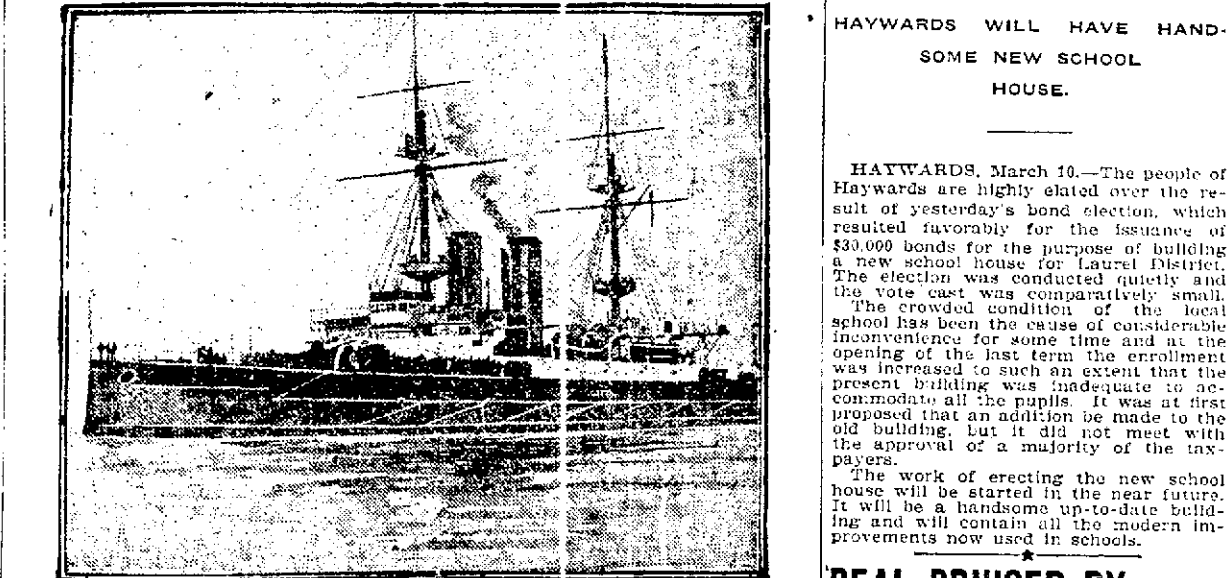 HAYWARDS WILL HAVE HAND-
SOME NEW SCHOOL
HOUSE.
HAYWARDS, March 10.—The people of
Haywards are highly elated over the re-
sult of yesterday's bond election, which
resulted favorably for the issuance of
$30,000 bonds for the purpose of building
a new school house for Laurel District.
The election was conducted quietly and
the vote cast was comparatively small.
The crowded condition of the local
school has been the cause of considerable
inconvenience for some time and at the
opening of the last term the enrollment
was increased to such an extent that the
present building was inadequate to ac-
commodate all the pupils. It was at first
proposed that an addition be made to the
old building, but it did not meet with
the approval of a majority of the tax-
payers.
The work of erecting the new school
house will be started in the near future.
It will be a handsome up-to-date build-
ing and will contain all the modern im-
provements now used in schools.